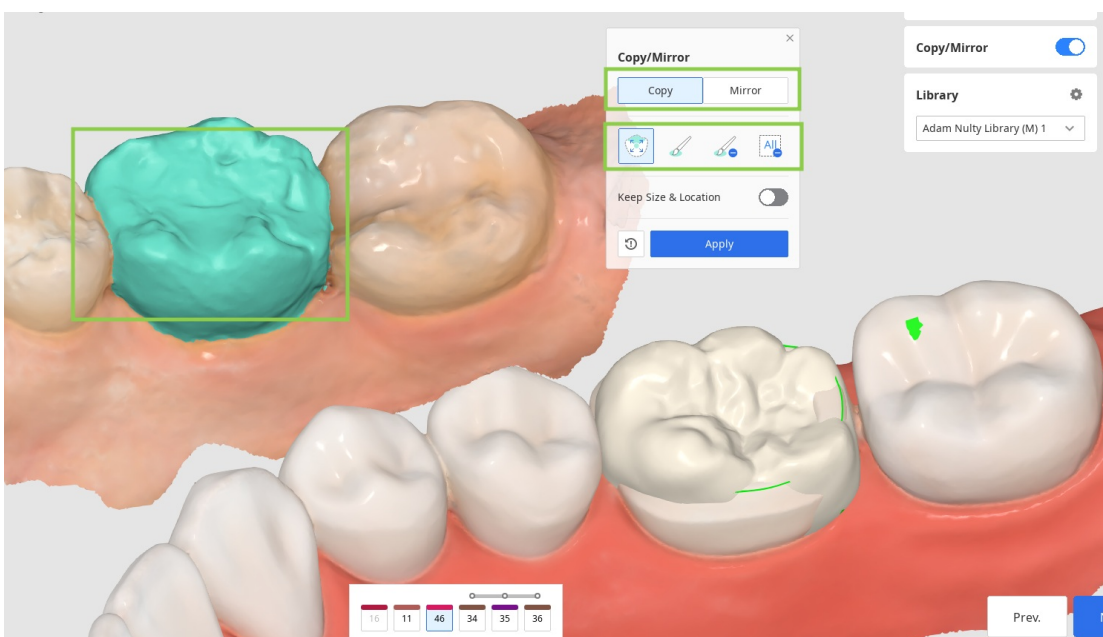 Copy/Mirror
Copy
Mirror
All
Keep Size & Location
Apply
Copy/Mirror
Library
Adam Nulty Library (M) 1
16
11
46
34
35
36
Prev.